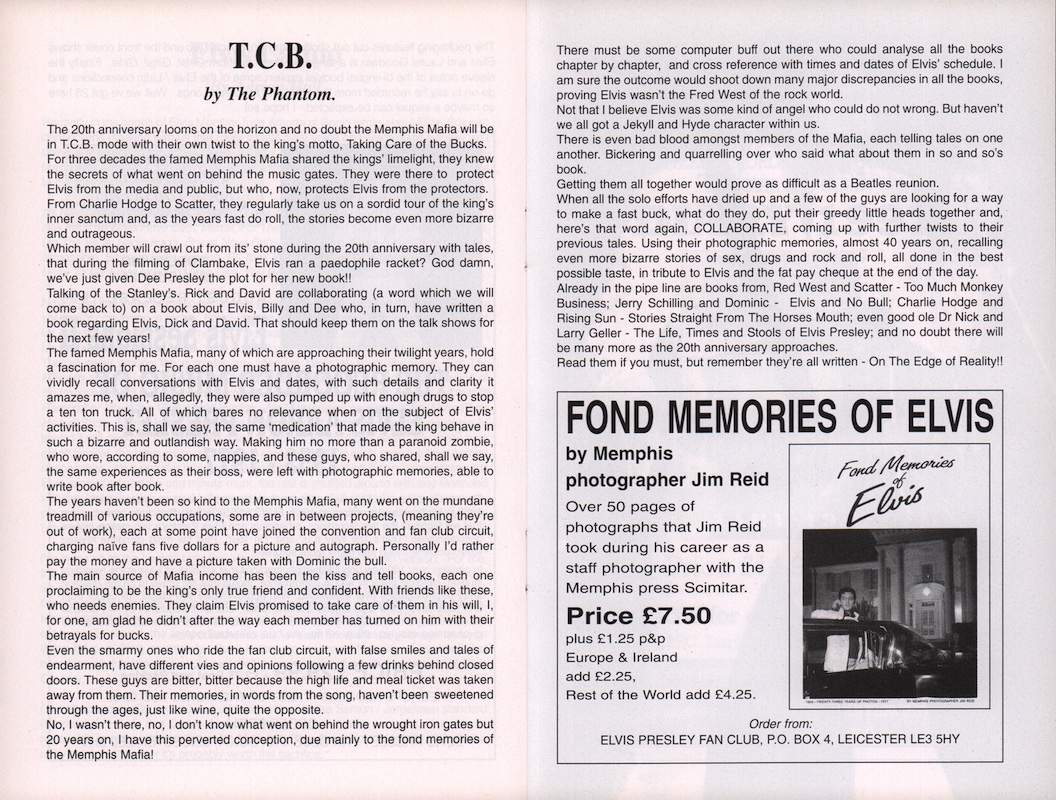 T.C.B.
by The Phantom.
The 20th anniversary looms on the horizon and no doubt the Memphis Mafia will be
in T.C.B. mode with their own twist to the king's motto, Taking Care of the Bucks.
For three decades the famed Memphis Mafia shared the kings' limelight, they knew
the secrets of what went on behind the music gates. They were there to protect
Elvis from the media and public, but who, now, protects Elvis from the protectors.
From Charlie Hodge to Scatter, they regularly take us on a sordid tour of the king's
inner sanctum and, as the years fast do roll, the stories become even more bizarre
and outrageous.
Which member will crawl out from its' stone during the 20th anniversary with tales,
that during the filming of Clambake, Elvis ran a paedophile racket? God damn,
we've just given Dee Presley the plot for her new book!!
Talking of the Stanley's. Rick and David are collaborating (a word which we will
come back to) on a book about Elvis, Billy and Dee who, in turn, have written a
book regarding Elvis, Dick and David. That should keep them on the talk shows for
the next few years!
The famed Memphis Mafia, many of which are approaching their twilight years, hold
a fascination for me. For each one must have a photographic memory. They can
vividly recall conversations with Elvis and dates, with such details and clarity it
amazes me, when, allegedly, they were also pumped up with enough drugs to stop
a ten ton truck. All of which bares no relevance when on the subject of Elvis'
activities. This is, shall we say, the same 'medication' that made the king behave in
such a bizarre and outlandish way. Making him no more than a paranoid zombie,
who wore, according to some, nappies, and these guys, who shared, shall we say,
the same experiences as their boss, were left with photographic memories, able to
write book after book.
The years haven't been so kind to the Memphis Mafia, many went on the mundane
treadmill of various occupations, some are in between projects, (meaning they're
out of work), each at some point have joined the convention and fan club circuit,
charging naïve fans five dollars for a picture and autograph. Personally I'd rather
pay the money and have a picture taken with Dominic the bull.
The main source of Mafia income has been the kiss and tell books, each one
proclaiming to be the king's only true friend and confident. With friends like these,
who needs enemies. They claim Elvis promised to take care of them in his will, I,
for one, am glad he didn't after the way each member has turned on him with their
betrayals for bucks.
Even the smarmy ones who ride the fan club circuit, with false smiles and tales of
endearment, have different vies and opinions following a few drinks behind closed
doors. These guys are bitter, bitter because the high life and meal ticket was taken
away from them. Their memories, in words from the song, haven't been sweetened
through the ages, just like wine, quite the opposite.
No, I wasn't there, no, I don't know what went on behind the wrought iron gates but
20 years on, I have this perverted conception, due mainly to the fond memories of
the Memphis Mafia!
There must be some computer buff out there who could analyse all the books
chapter by chapter, and cross reference with times and dates of Elvis' schedule. I
am sure the outcome would shoot down many major discrepancies in all the books,
proving Elvis wasn't the Fred West of the rock world.
Not that I believe Elvis was some kind of angel who could do not wrong. But haven't
we all got a Jekyll and Hyde character within us.
There is even bad blood amongst members of the Mafia, each telling tales on one
another. Bickering and quarrelling over who said what about them in so and so's
book.
Getting them all together would prove as difficult as a Beatles reunion.
When all the solo efforts have dried up and a few of the guys are looking for a way
to make a fast buck, what do they do, put their greedy little heads together and,
here's that word again, COLLABORATE, coming up with further twists to their
previous tales. Using their photographic memories, almost 40 years on, recalling
even more bizarre stories of sex, drugs and rock and roll, all done in the best
possible taste, in tribute to Elvis and the fat pay cheque at the end of the day.
Already in the pipe line are books from, Red West and Scatter - Too Much Monkey
Business; Jerry Schilling and Dominic - Elvis and No Bull; Charlie Hodge and
Rising Sun - Stories Straight From The Horses Mouth; even good ole Dr Nick and
Larry Geller - The Life, Times and Stools of Elvis Presley; and no doubt there will
be many more as the 20th anniversary approaches.
Read them if you must, but remember they're all written - On The Edge of Reality!!
FOND MEMORIES OF ELVIS
by Memphis
photographer Jim Reid
Over 50 pages of
photographs that Jim Reid
took during his career as a
staff photographer with the
Memphis press Scimitar.
Price £7.50
plus £1.25 p&p
Europe & Ireland
add £2.25,
Rest of the World add £4.25.
Fond Memories
of
Elvis
BY MEMPHIS PHOTOGRAPHER JIM REID
Order from:
ELVIS PRESLEY FAN CLUB, P.O. BOX 4, LEICESTER LE3 5HY